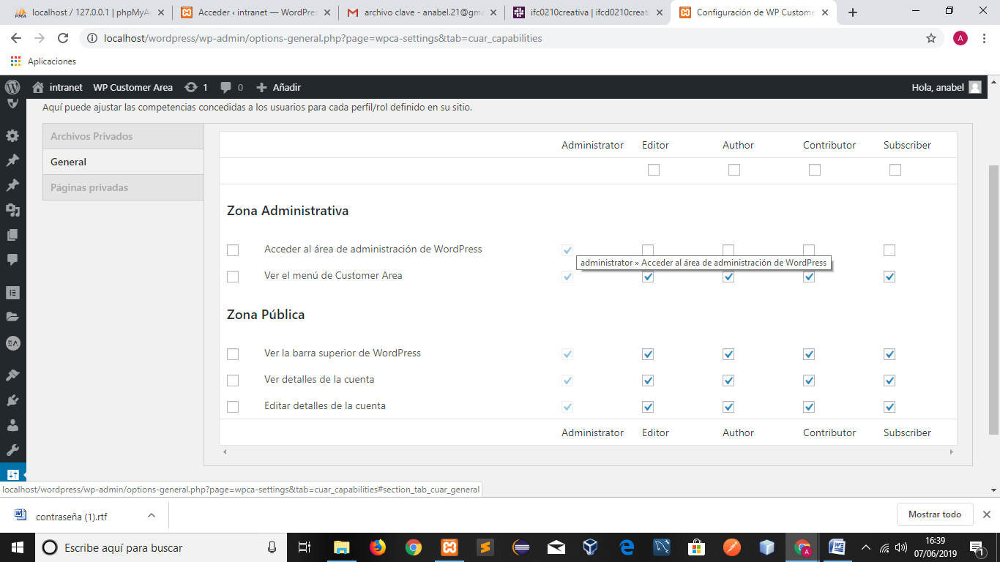 localhost / 127.0.0.1 | phpMyA
Acceder ‹ intranet — WordPres
archivo clave - anabel.21@gma
ifc0210creativa | ifcd0210creati
Configuración de WP Custome
localhost/wordpress/wp-admin/options-general.php?page=wpca-settings&tab=cuar_capabilities
A
Aplicaciones
intranet WP Customer Area 1 0 Añadir Hola, anabel
Aquí puede ajustar las competencias concedidas a los usuarios para cada perfil/rol definido en su sitio.
Archivos Privados
General
Páginas privadas
Administrator Editor Author Contributor Subscriber
Zona Administrativa
Acceder al área de administración de WordPress
administrator » Acceder al área de administración de WordPress
Ver el menú de Customer Area
Zona Pública
Ver la barra superior de WordPress
Ver detalles de la cuenta
Editar detalles de la cuenta
Administrator Editor Author Contributor Subscriber
localhost/wordpress/wp-admin/options-general.php?page=wpca-settings&tab=cuar_capabilities#section_tab_cuar_general
contraseña (1).rtf
Mostrar todo
Escribe aquí para buscar
16:39
07/06/2019
1